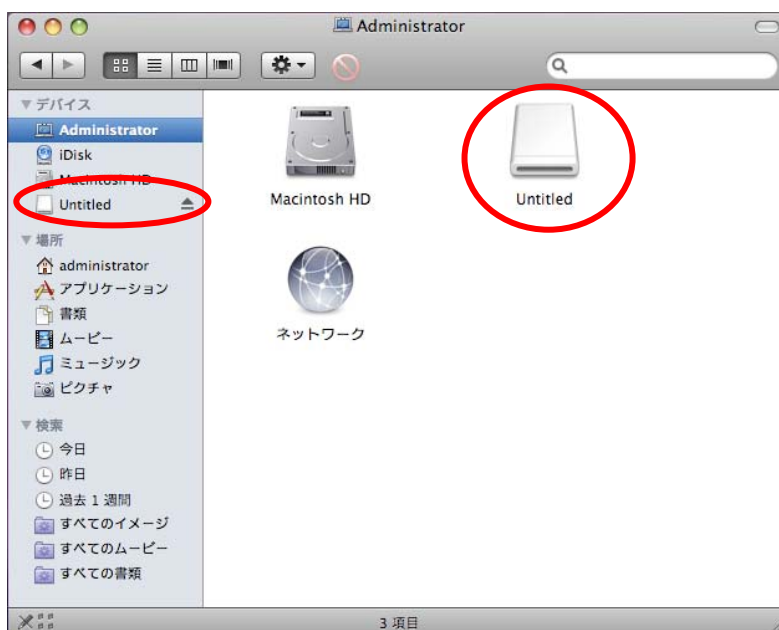 Administrator
デバイス
Administrator
iDisk
Macintosh HD
Untitled
場所
administrator
アプリケーション
書類
ムービー
ミュージック
ピクチャ
検索
今日
昨日
過去 1 週間
すべてのイメージ
すべてのムービー
すべての書類
Macintosh HD
Untitled
ネットワーク
3 項目